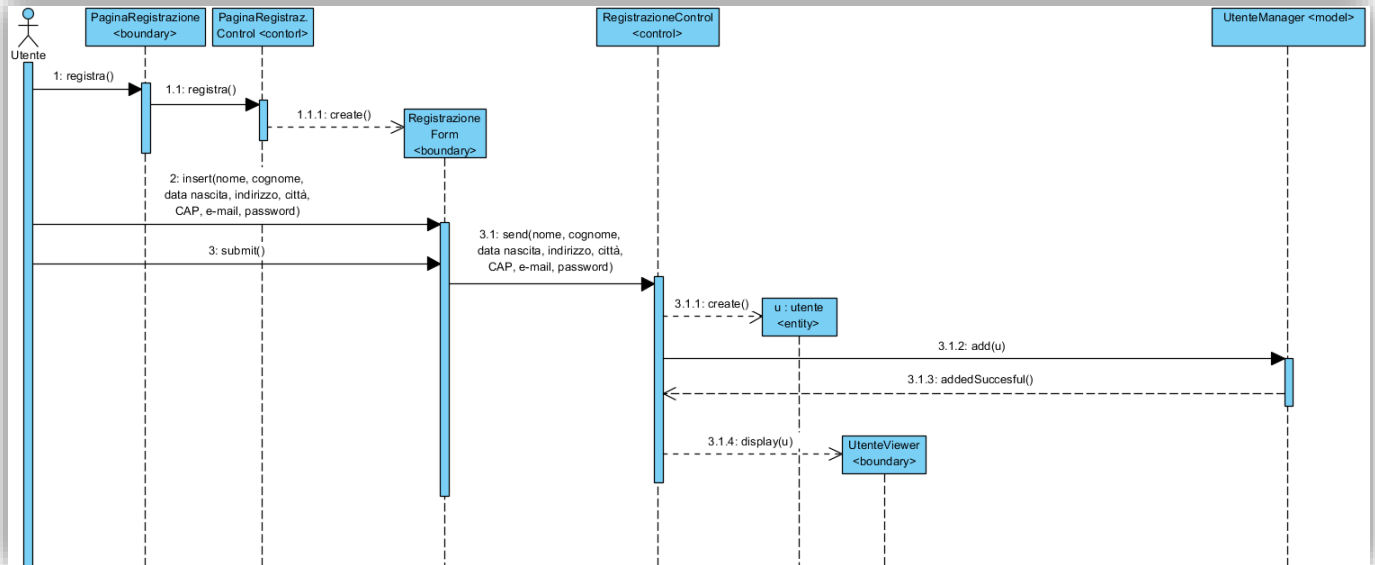 PaginaRegistrazione
<boundary>
PaginaRegistraz.
Control <contorl>
RegistrazioneControl
<control>
UtenteManager <model>
Utente
1: registra()
1.1: registra()
1.1.1: create()
Registrazione
Form
<boundary>
2: insert(nome, cognome,
data nascita, indirizzo, città,
CAP, e-mail, password)
3: submit()
3.1: send(nome, cognome,
data nascita, indirizzo, città,
CAP, e-mail, password)
3.1.1: create()
u : utente
<entity>
3.1.2: add(u)
3.1.3: addedSuccesful()
3.1.4: display(u)
UtenteViewer
<boundary>